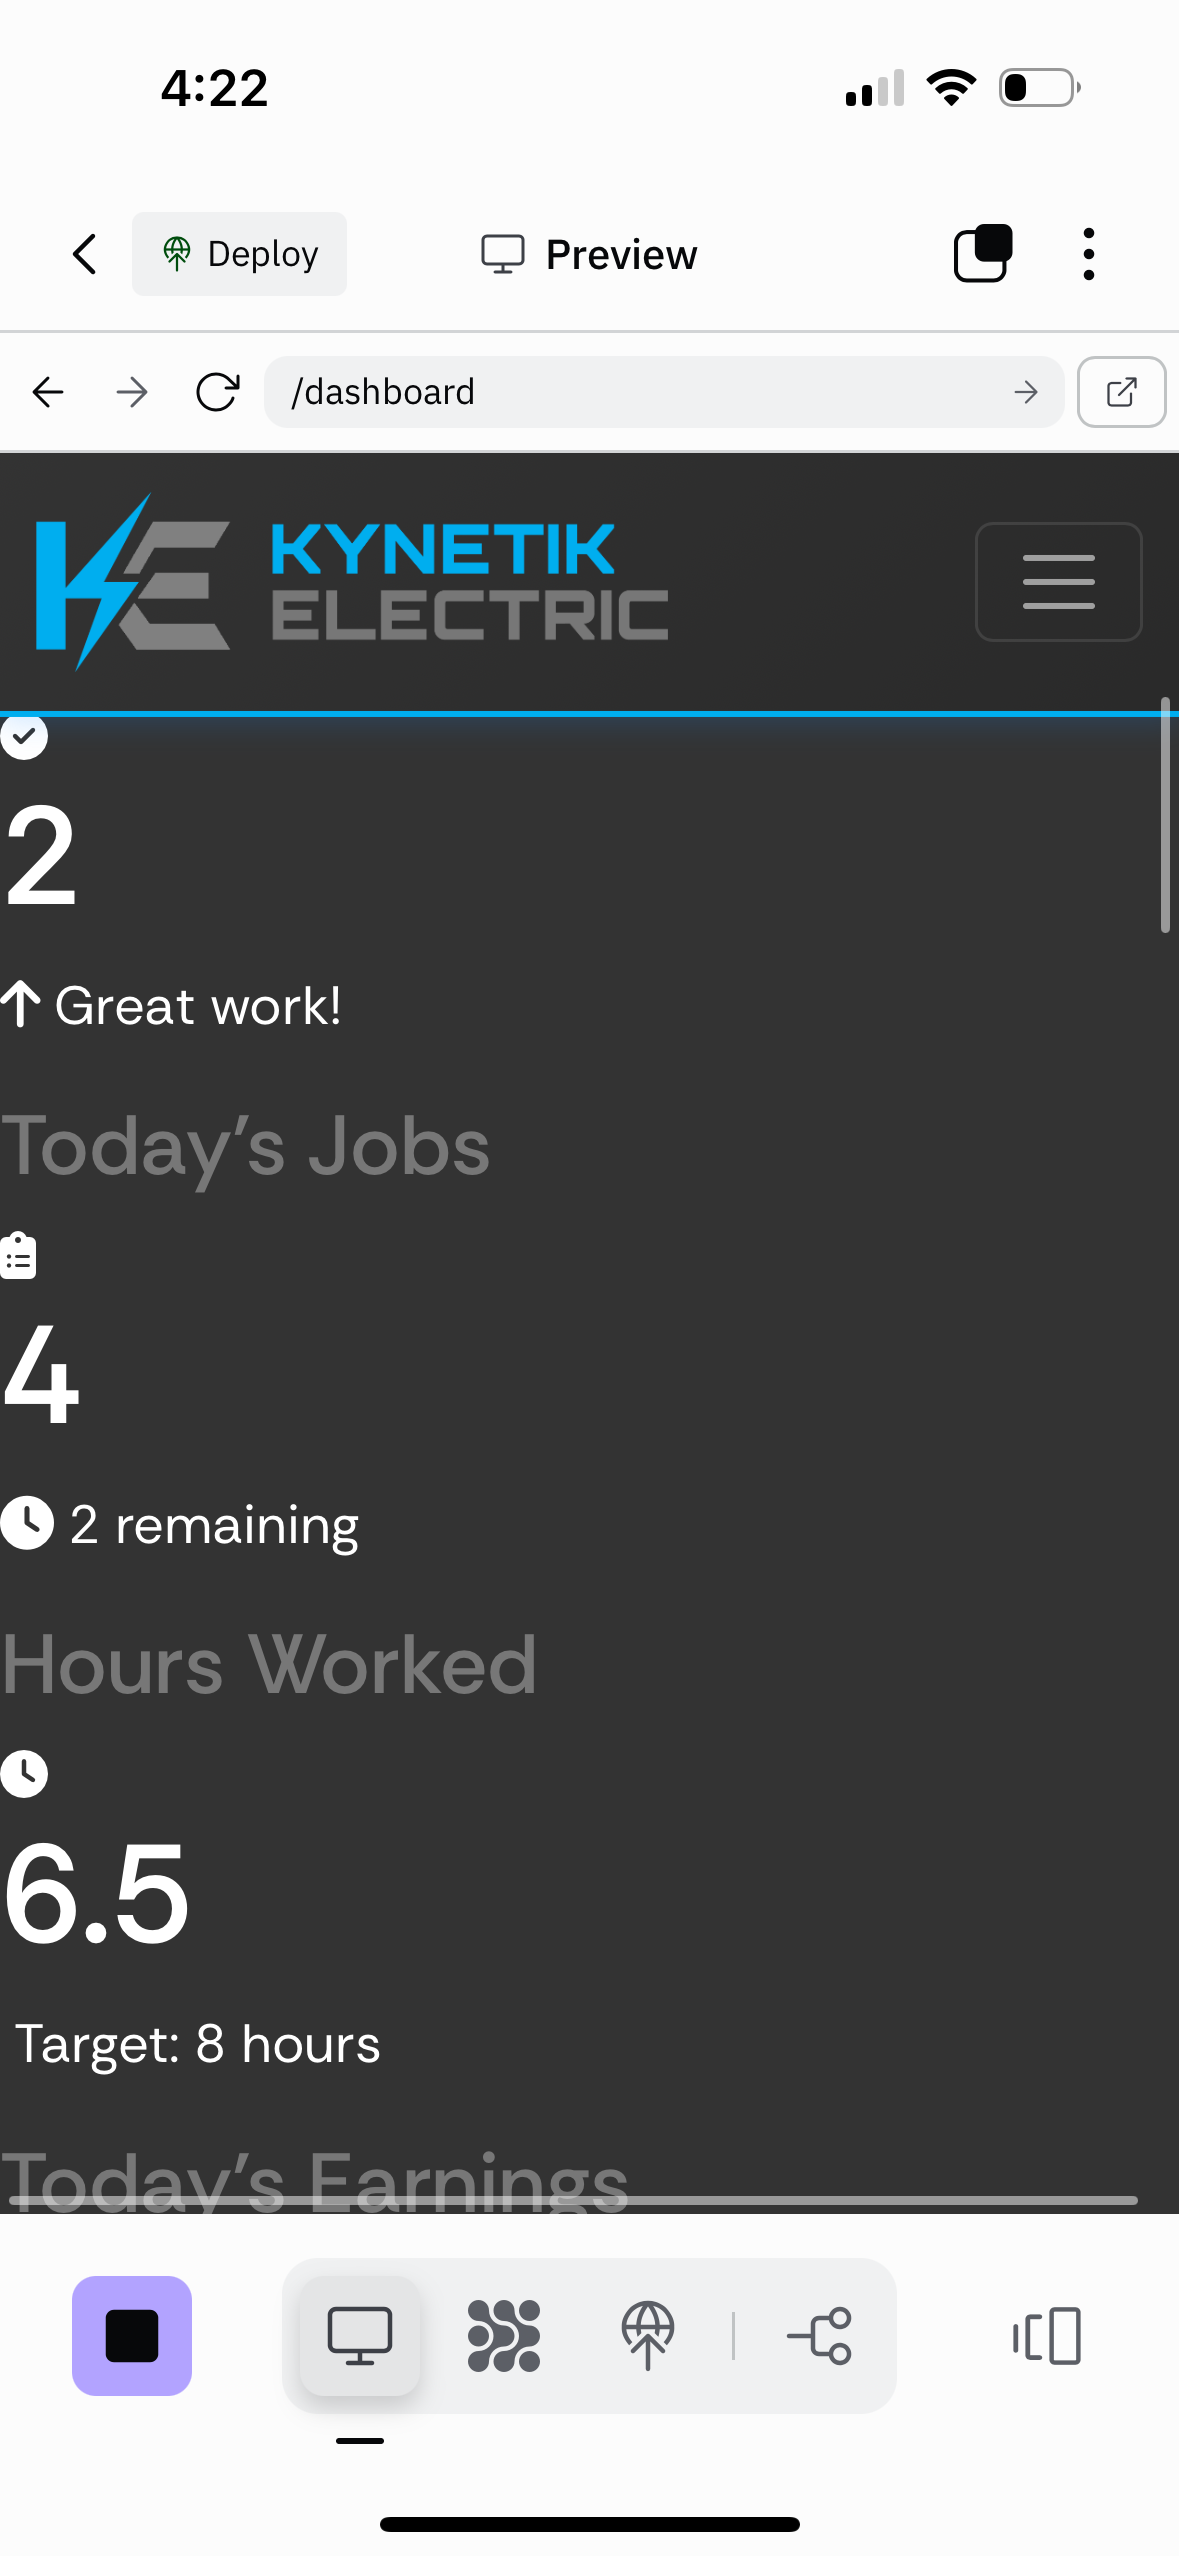 4:22
Deploy
Preview
/dashboard
KE
KYNETIK
ELECTRIC
2
Great work!
Today's Jobs
4
2 remaining
Hours Worked
6.5
Target: 8 hours
Today's Earnings